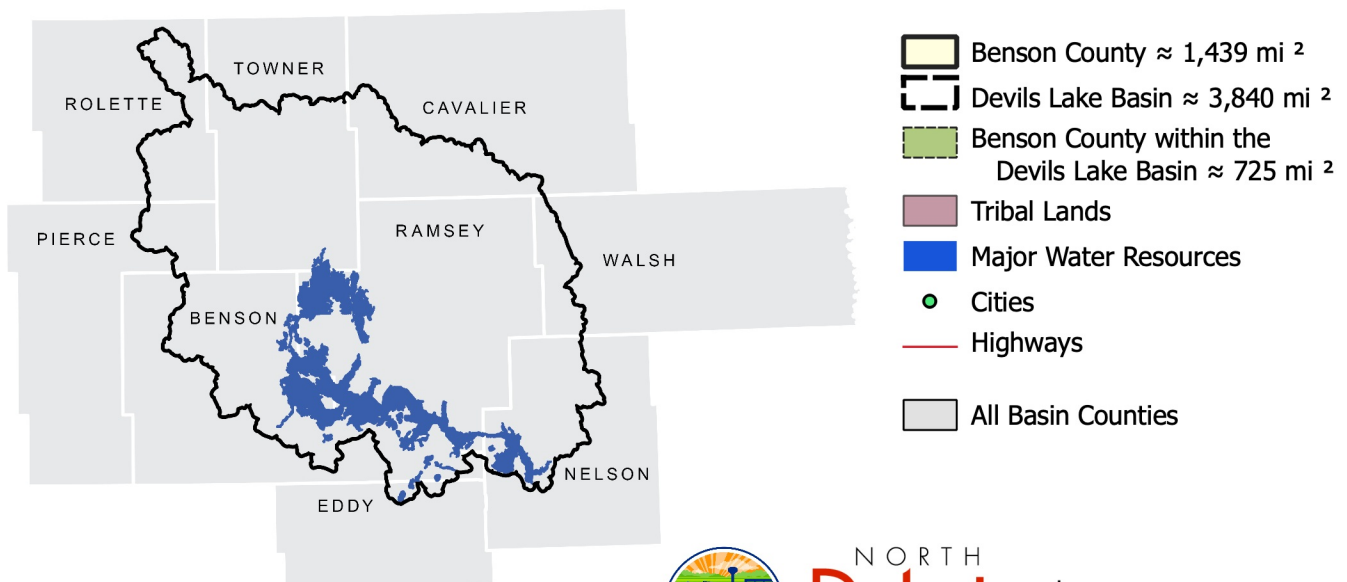 TOWNER
ROLETTE
CAVALIER
PIERCE
RAMSEY
WALSH
BENSON
NELSON
EDDY
Benson County ≈ 1,439 mi ²
Devils Lake Basin ≈ 3,840 mi ²
Benson County within the
Devils Lake Basin ≈ 725 mi ²
Tribal Lands
Major Water Resources
Cities
Highways
All Basin Counties
NORTH